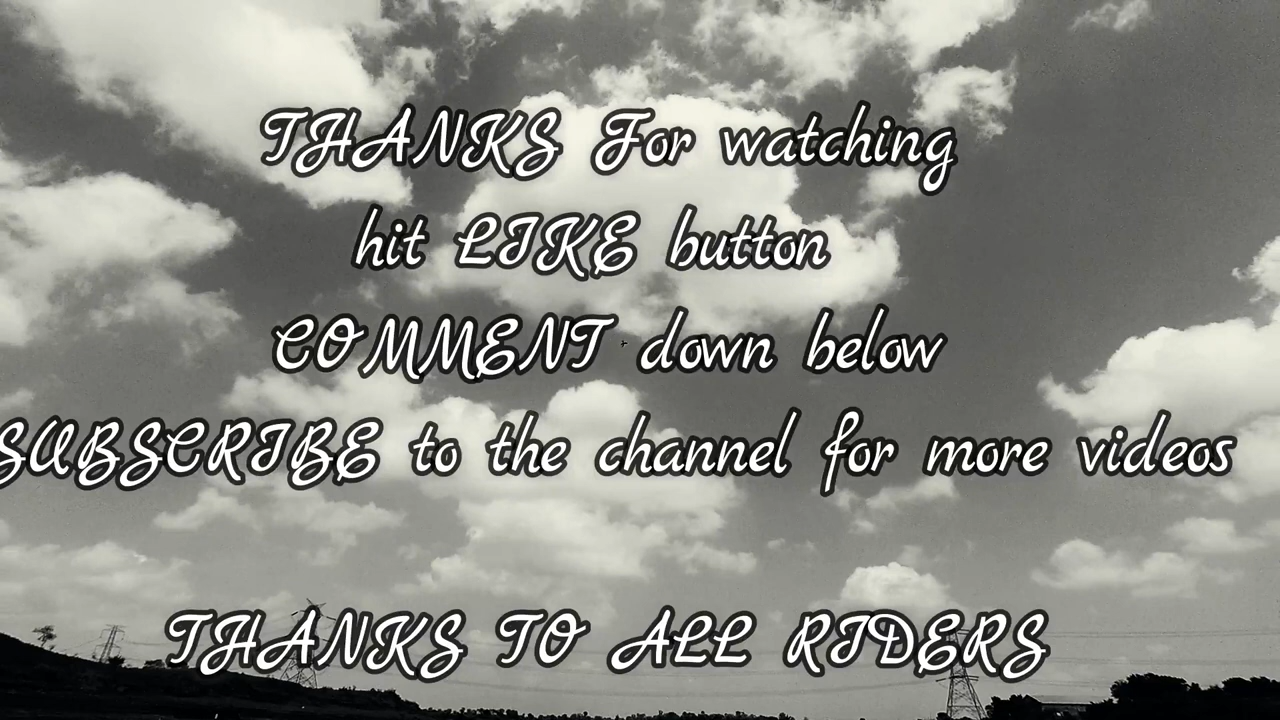 THANKS For watching
hit LIKE button
COMMENT down below
SUBSCRIBE to the channel for more videos
THANKS TO ALL RIDERS